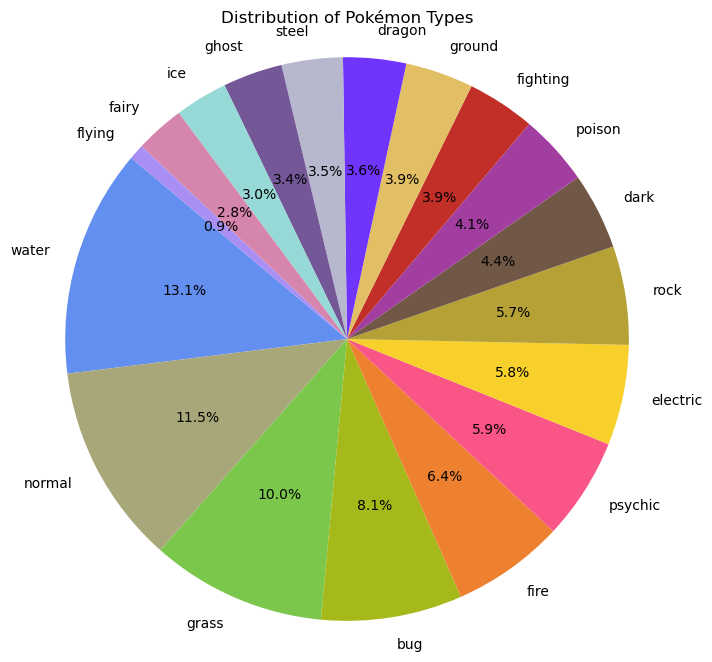 Distribution of Pokémon Types
water
normal
grass
bug
fire
psychic
electric
rock
dark
poison
fighting
ground
dragon
steel
ghost
ice
fairy
flying
13.1%
11.5%
10.0%
8.1%
6.4%
5.9%
5.8%
5.7%
4.4%
4.1%
3.9%
3.9%
3.6%
3.5%
3.4%
3.0%
2.8%
0.9%